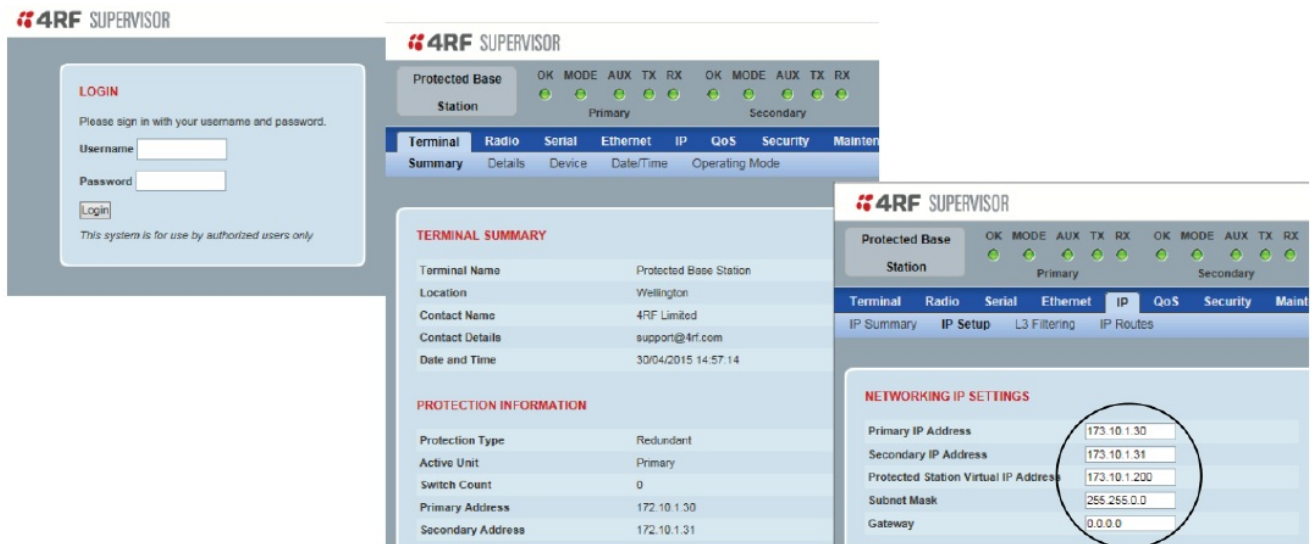 4RF SUPERVISOR
LOGIN
Please sign in with your username and password.
Username
Password
Login
This system is for use by authorized users only
4RF SUPERVISOR
Protected Base Station
OK MODE AUX TX RX OK MODE AUX TX RX
Primary Secondary
Terminal Radio Serial Ethernet IP QoS Security Mainten
Summary Details Device Date/Time Operating Mode
TERMINAL SUMMARY
Terminal Name Protected Base Station
Location Wellington
Contact Name 4RF Limited
Contact Details support@4rf.com
Date and Time 30/04/2015 14:57:14
PROTECTION INFORMATION
Protection Type Redundant
Active Unit Primary
Switch Count 0
Primary Address 172.10.1.30
Secondary Address 172.10.1.31
4RF SUPERVISOR
Protected Base Station
OK MODE AUX TX RX OK MODE AUX TX RX
Primary Secondary
Terminal Radio Serial Ethernet IP QoS Security Maint
IP Summary IP Setup L3 Filtering IP Routes
NETWORKING IP SETTINGS
Primary IP Address 173.10.1.30
Secondary IP Address 173.10.1.31
Protected Station Virtual IP Address 173.10.1.200
Subnet Mask 255.255.0.0
Gateway 0.0.0.0